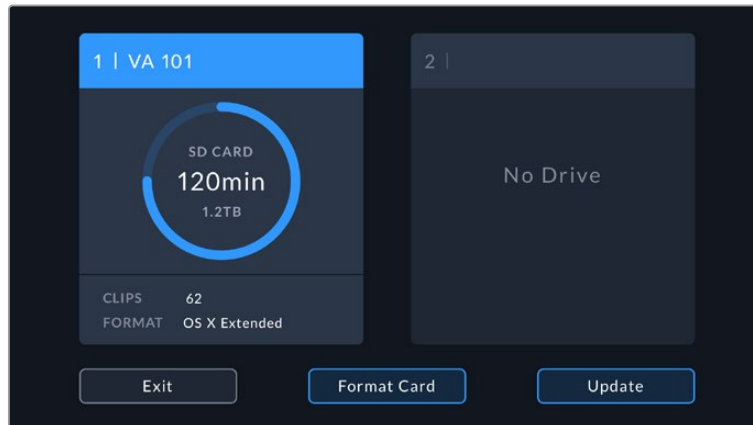 1 | VA 101
SD CARD
120min
1.2TB
CLIPS 62
FORMAT OS X Extended
2 |
No Drive
Exit
Format Card
Update